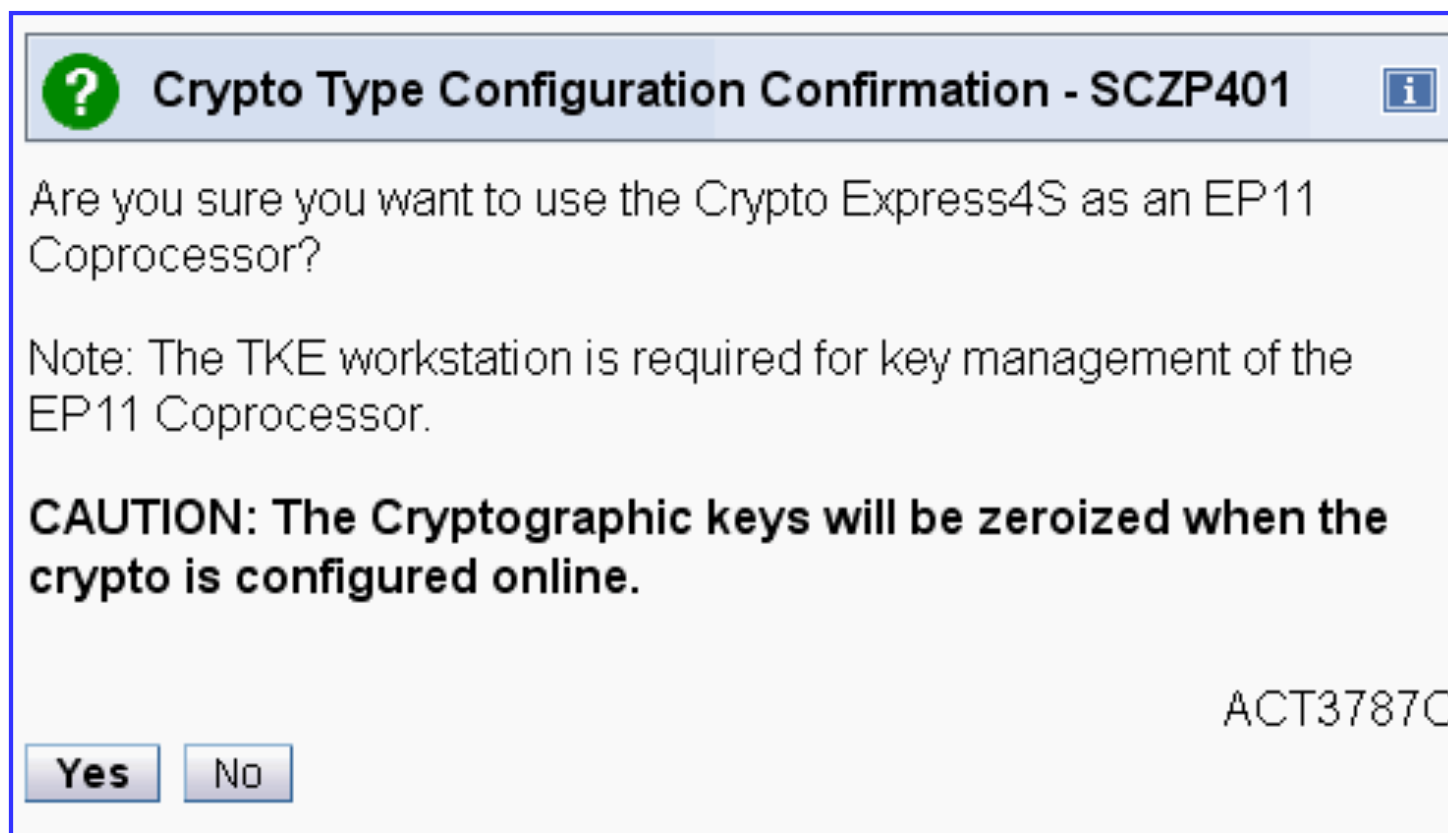 Crypto Type Configuration Confirmation - SCZP401
Are you sure you want to use the Crypto Express4S as an EP11
Coprocessor?
Note: The TKE workstation is required for key management of the
EP11 Coprocessor.
CAUTION: The Cryptographic keys will be zeroized when the
crypto is configured online.
ACT3787C
Yes No